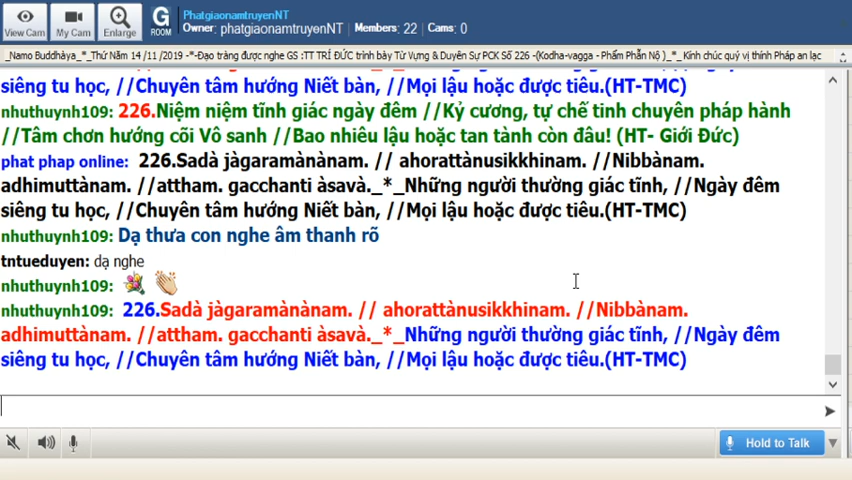 PhatgiaonamtruyenNT
Owner: phatgiaonamtruyenNT Members: 22 Cams: 0
View Cam My Cam Enlarge G ROOM
_Namo Buddhàya_*_Thứ Năm 14 /11 /2019 -*-Đạo tràng được nghe GS :TT TRÍ ĐỨC trình bày Từ Vựng & Duyên Sự PCK Số 226 -(Kodha-vagga - Phẩm Phẫn Nộ )_*_ Kính chúc quý vị thính Pháp an lạc
siêng tu học, //Chuyên tâm hướng Niết bàn, //Mọi lậu hoặc được tiêu.(HT-TMC)
nhuthuynh109: 226.Niệm niệm tĩnh giác ngày đêm //Kỷ cương, tự chế tinh chuyên pháp hành
//Tâm chơn hướng cõi Vô sanh //Bao nhiêu lậu hoặc tan tành còn đâu! (HT- Giới Đức)
phat phap online: 226.Sadà jàgaramànànam. // ahorattànusikkhinam. //Nibbànam.
adhimuttànam. //attham. gacchanti àsavà._*_Những người thường giác tĩnh, //Ngày đêm
siêng tu học, //Chuyên tâm hướng Niết bàn, //Mọi lậu hoặc được tiêu.(HT-TMC)
nhuthuynh109: Dạ thưa con nghe âm thanh rõ
tntueduyen: dạ nghe
nhuthuynh109:
nhuthuynh109: 226.Sadà jàgaramànànam. // ahorattànusikkhinam. //Nibbànam.
adhimuttànam. //attham. gacchanti àsavà._*_Những người thường giác tĩnh, //Ngày đêm
siêng tu học, //Chuyên tâm hướng Niết bàn, //Mọi lậu hoặc được tiêu.(HT-TMC)
Hold to Talk